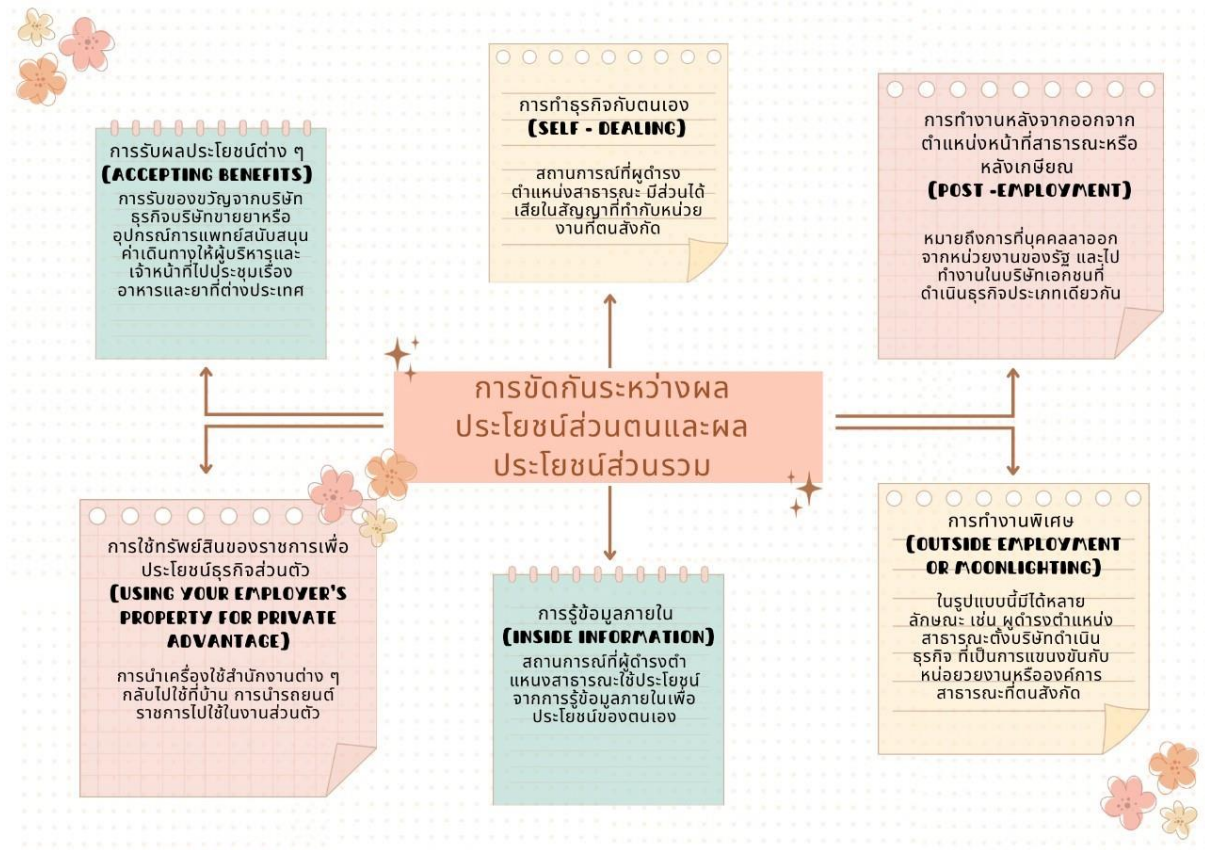 การรับผลประโยชน์ต่าง ๆ
(ACCEPTING BENEFITS)
การรับของขวัญจากบริษัท
ธุรกิจบริษัทขายยาหรือ
อุปกรณ์การแพทย์สนับสนุน
ค่าเดินทางให้ผู้บริหารและ
เจ้าหน้าที่ไปประชุมเรื่อง
อาหารและยาที่ต่างประเทศ
การทำธุรกิจกับตนเอง
(SELF - DEALING)
สถานการณ์ที่ผูดำรง
ตำแหน่งสาธารณะ มีส่วนได้
เสียในสัญญาที่ทำกับหน่วย
งานที่ตนสังกัด
การทำงานหลังจากออกจาก
ตำแหน่งหน้าที่สาธารณะหรือ
หลังเกษียณ
(POST -EMPLOYMENT)
หมายถึงการที่บุคคลลาออก
จากหน่วยงานของรัฐ และไป
ทำงานในบริษัทเอกชนที่
ดำเนินธุรกิจประเภทเดียวกัน
การขัดกันระหว่างผล
ประโยชน์ส่วนตนและผล
ประโยชน์ส่วนรวม
การใช้ทรัพย์สินของราชการเพื่อ
ประโยชน์ธุรกิจส่วนตัว
(USING YOUR EMPLOYER'S
PROPERTY FOR PRIVATE
ADVANTAGE)
การนำเครื่องใช้สำนักงานต่าง ๆ
กลับไปใช้ที่บ้าน การนำรถยนต์
ราชการไปใช้ในงานส่วนตัว
การรู้ข้อมูลภายใน
(INSIDE INFORMATION)
สถานการณ์ที่ผู้ดำรงตำ
แหนงสาธารณะใช้ประโยชน์
จากการรู้ข้อมูลภายในเพื่อ
ประโยชน์ของตนเอง
การทำงานพิเศษ
(OUTSIDE EMPLOYMENT
OR MOONLIGHTING)
ในรูปแบบนี้มีได้หลาย
ลักษณะ เช่น ผูดำรงตำแหน่ง
สาธารณะตั้งบริษัทดำเนิน
ธุรกิจ ที่เป็นการแขนงขันกับ
หน่อยวยงานหรือองค์การ
สาธารณะที่ตนสังกัด